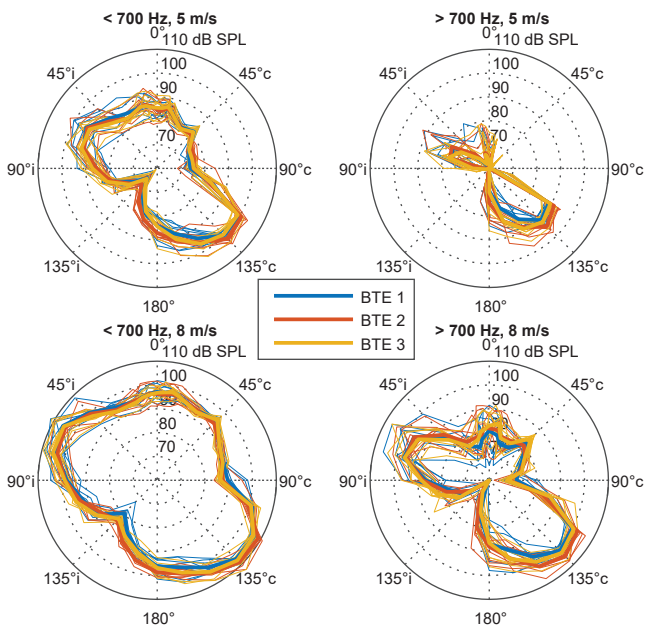 < 700 Hz, 5 m/s
0°
110 dB SPL
100
90
80
70
45°i
45°c
90°i
90°c
135°i
135°c
180°
> 700 Hz, 5 m/s
0°
110 dB SPL
100
90
80
70
45°i
45°c
90°i
90°c
135°i
135°c
180°
BTE 1
BTE 2
BTE 3
< 700 Hz, 8 m/s
0°
110 dB SPL
100
90
80
70
45°i
45°c
90°i
90°c
135°i
135°c
180°
> 700 Hz, 8 m/s
0°
110 dB SPL
100
90
45°i
45°c
90°i
90°c
135°i
135°c
180°